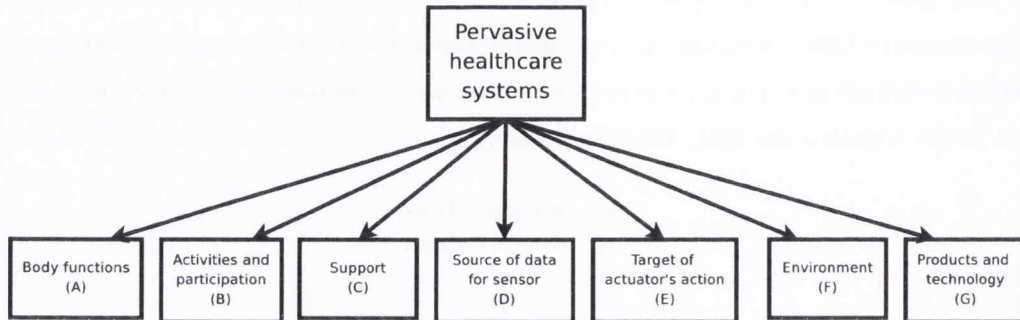 Pervasive
healthcare
systems
Body functions
(A)
Activities and
participation
(B)
Support
(C)
Source of data
for sensor
(D)
Target of
actuator's action
(E)
Environment
(F)
Products and
technology
(G)